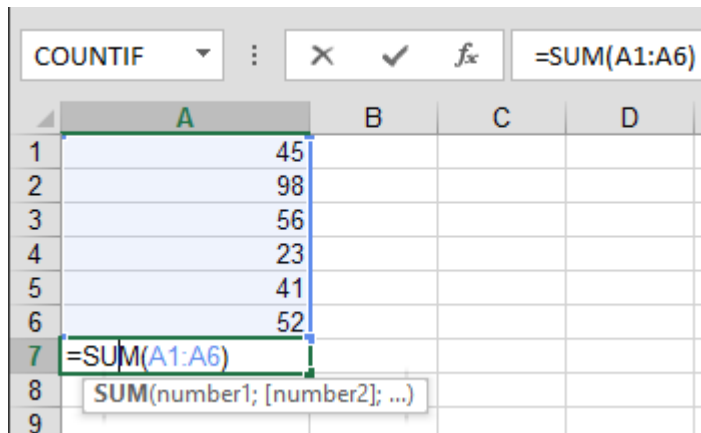 COUNTIF fx =SUM(A1:A6)
A B C D
1 45
2 98
3 56
4 23
5 41
6 52
7 =SUM(A1:A6)
8 SUM(number1; [number2]; ...)
9